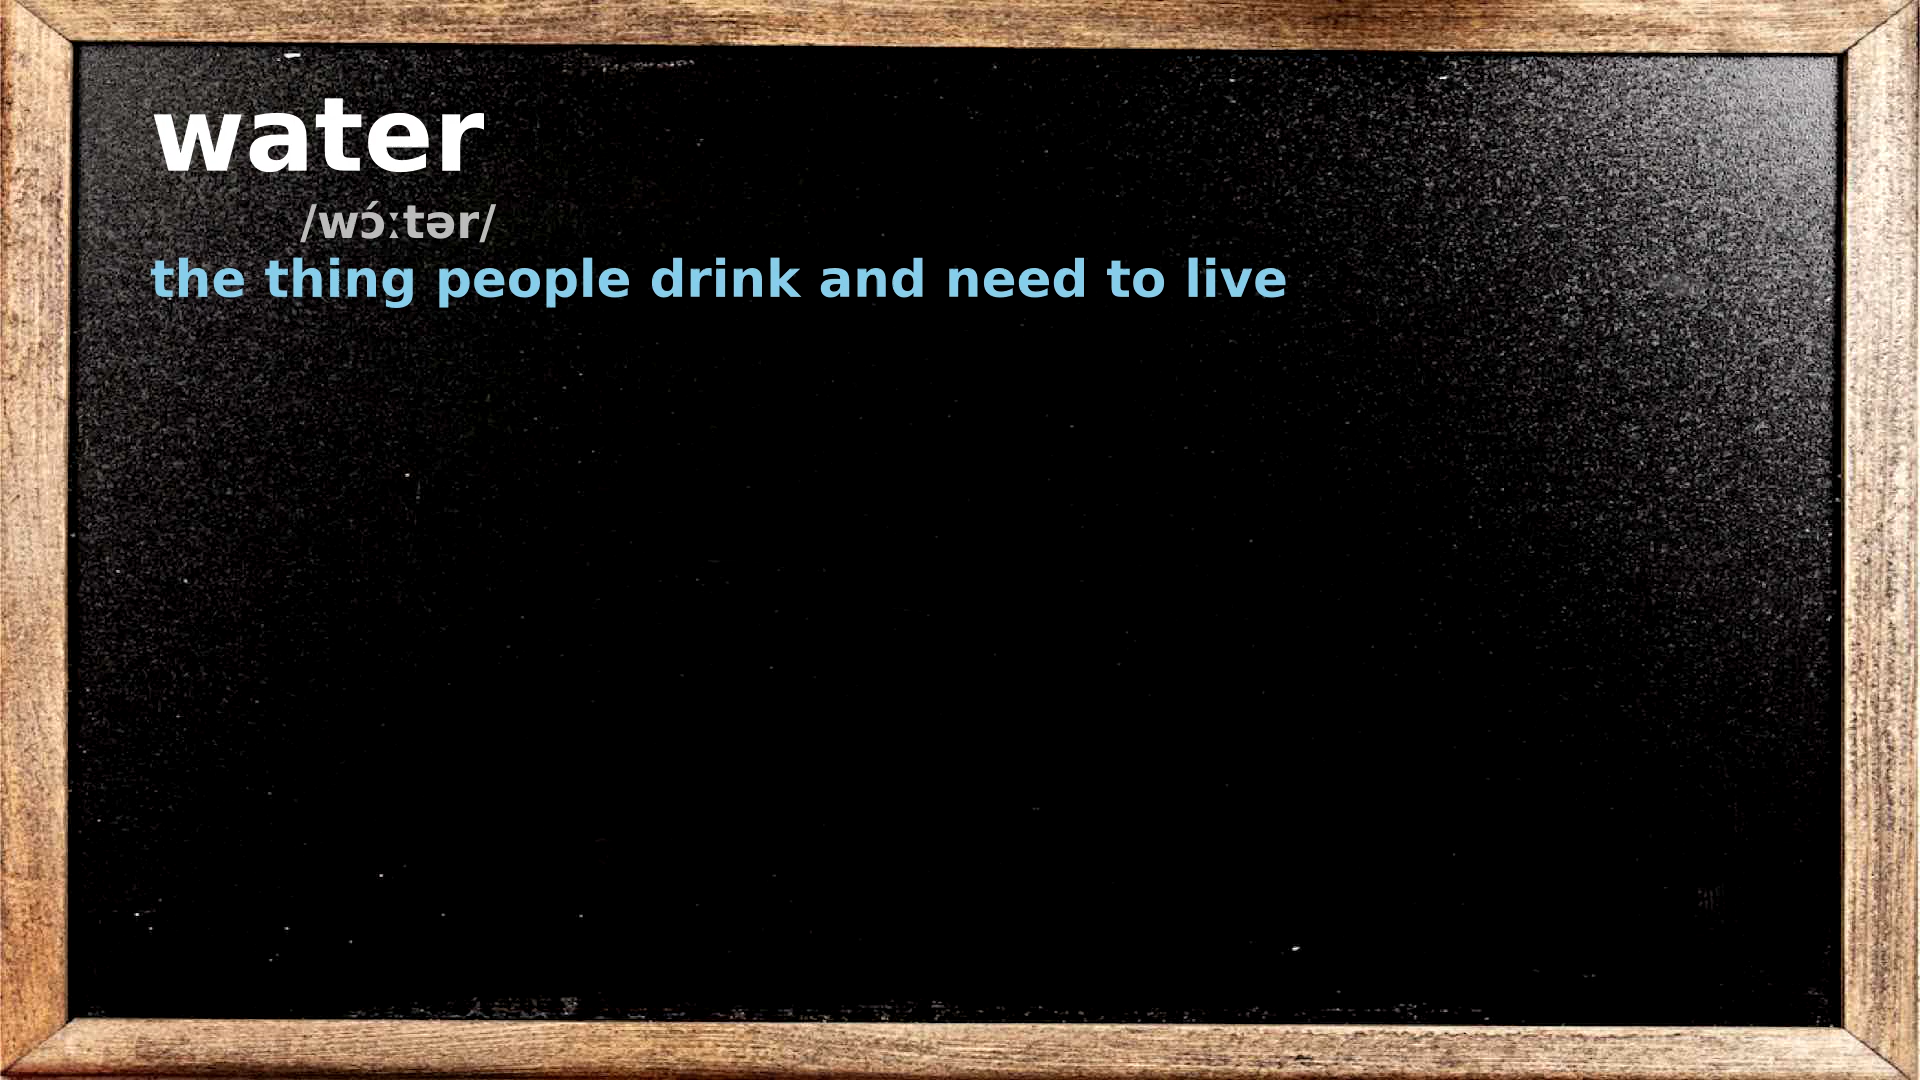 water
/wɔ́ːtər/
the thing people drink and need to live